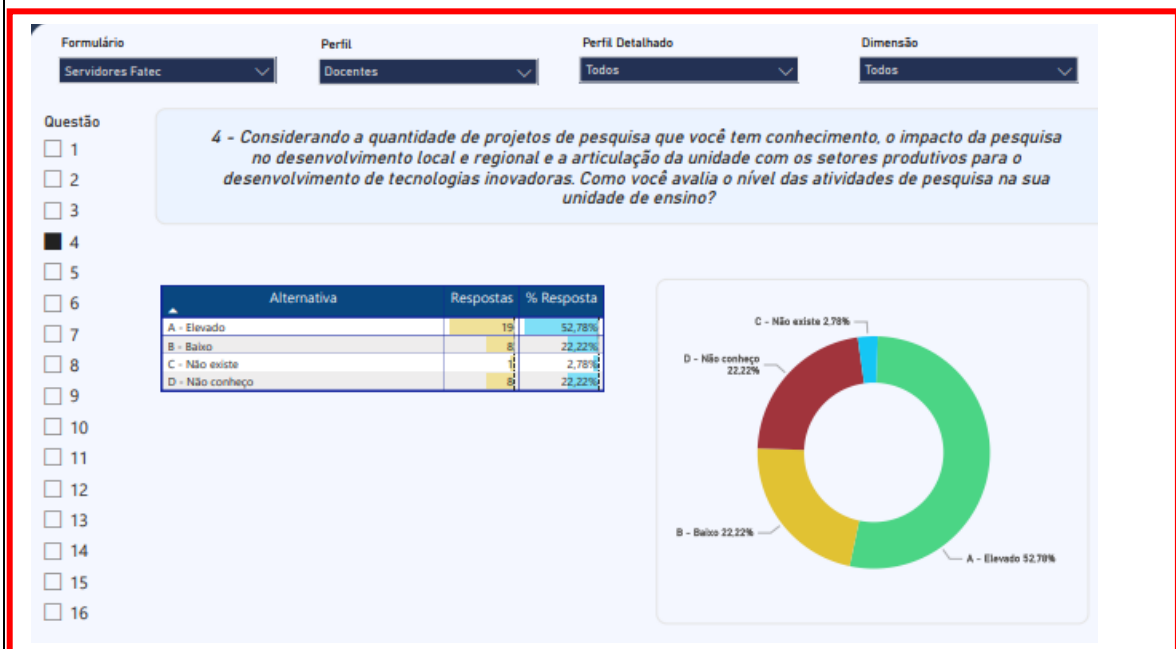 Formulário
Perfil
Perfil Detalhado
Dimensão
Servidores Fatec
Docentes
Todos
Todos
Questão
1
2
3
4
5
6
7
8
9
10
11
12
13
14
15
16
4 - Considerando a quantidade de projetos de pesquisa que você tem conhecimento, o impacto da pesquisa
no desenvolvimento local e regional e a articulação da unidade com os setores produtivos para o
desenvolvimento de tecnologias inovadoras. Como você avalia o nível das atividades de pesquisa na sua
unidade de ensino?
Alternativa Respostas % Resposta
A - Elevado 19 52,78%
B - Baixo 8 22,22%
C - Não existe 1 2,78%
D - Não conheço 8 22,22%
C - Não existe 2,78%
D - Não conheço
22,22%
B - Baixo 22,22%
A - Elevado 52,78%